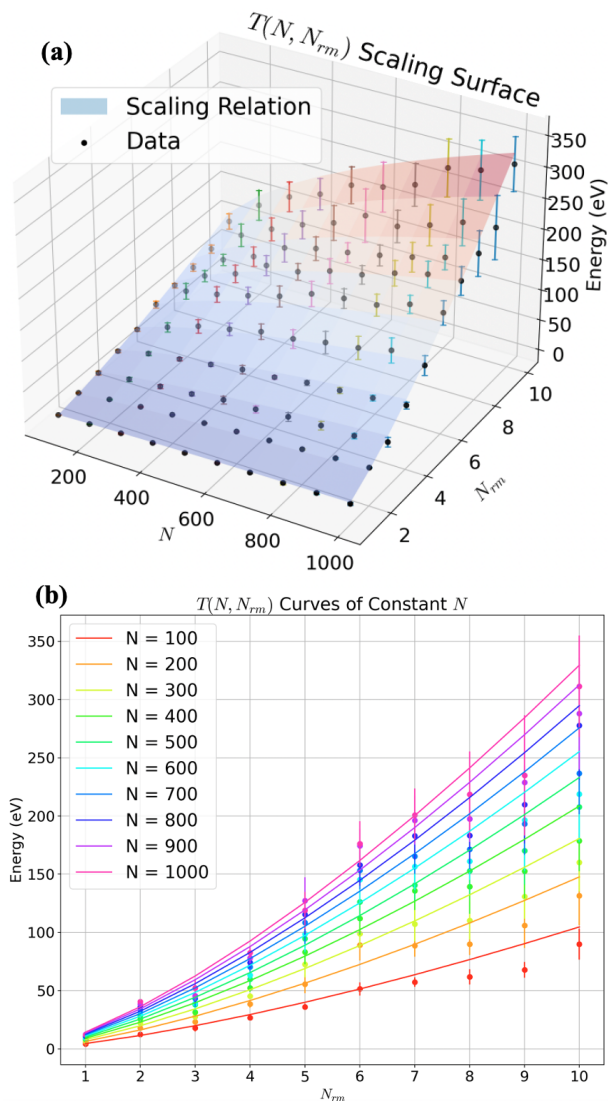 (a)
T(N, N_rm) Scaling Surface
Scaling Relation
Data
350
300
250
200
150
100
50
0
Energy (eV)
10
8
6
4
2
N_rm
200
400
600
800
1000
N
(b)
T(N, N_rm) Curves of Constant N
350
300
250
200
150
100
50
0
Energy (eV)
N = 100
N = 200
N = 300
N = 400
N = 500
N = 600
N = 700
N = 800
N = 900
N = 1000
1 2 3 4 5 6 7 8 9 10
N_rm